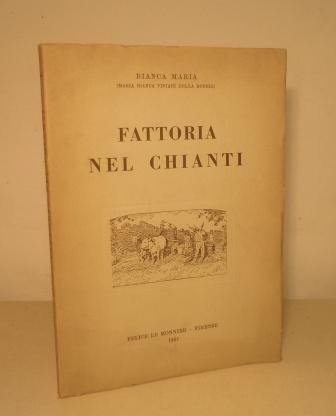 BIANCA MARIA
(MARIA BIANCA VIVIANI DELLA ROBBIA)
FATTORIA
NEL CHIANTI
FELICE LE MONNIER - FIRENZE